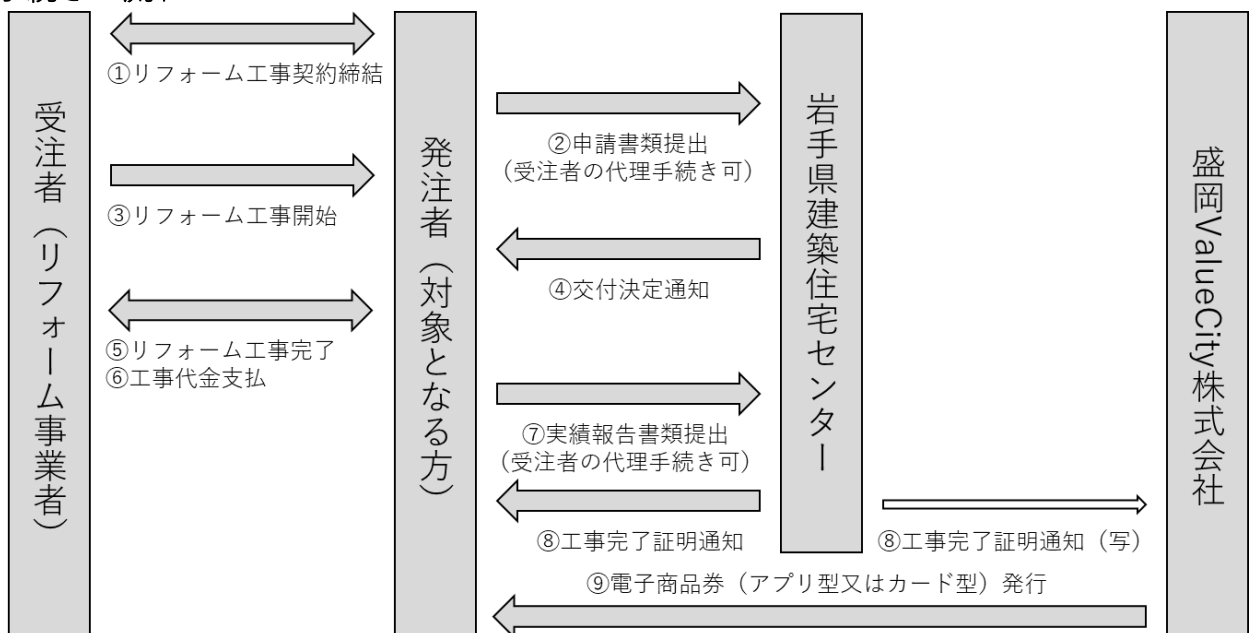 受注者（リフォーム事業者）
①リフォーム工事契約締結
③リフォーム工事開始
⑤リフォーム工事完了
⑥工事代金支払
発注者（対象となる方）
②申請書類提出
（受注者の代理手続き可）
④交付決定通知
⑦実績報告書類提出
（受注者の代理手続き可）
⑧工事完了証明通知
岩手県建築住宅センター
⑧工事完了証明通知（写）
⑨電子商品券（アプリ型又はカード型）発行
盛岡ValueCity株式会社